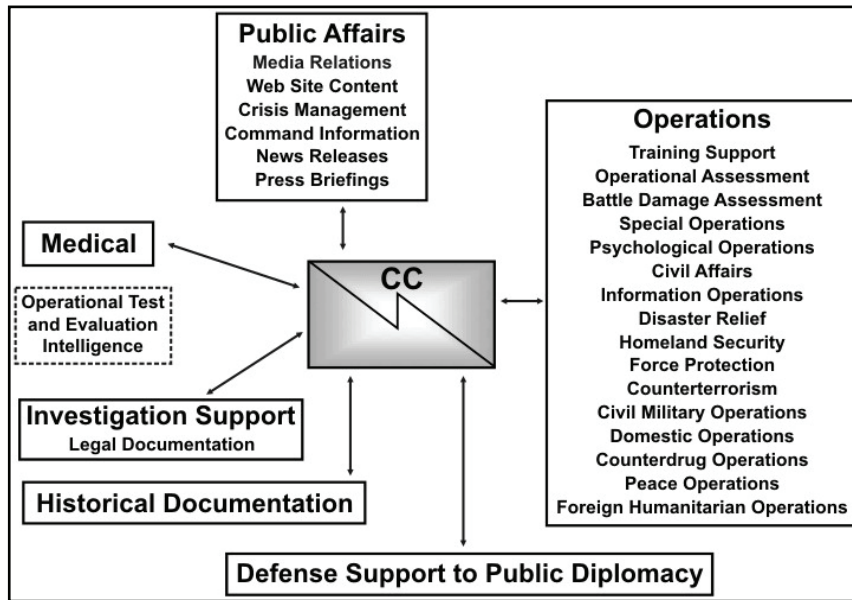 Public Affairs
Media Relations
Web Site Content
Crisis Management
Command Information
News Releases
Press Briefings
Operations
Training Support
Operational Assessment
Battle Damage Assessment
Special Operations
Psychological Operations
Civil Affairs
Information Operations
Disaster Relief
Homeland Security
Force Protection
Counterterrorism
Civil Military Operations
Domestic Operations
Counterdrug Operations
Peace Operations
Foreign Humanitarian Operations
Medical
CC
Operational Test
and Evaluation
Intelligence
Investigation Support
Legal Documentation
Historical Documentation
Defense Support to Public Diplomacy